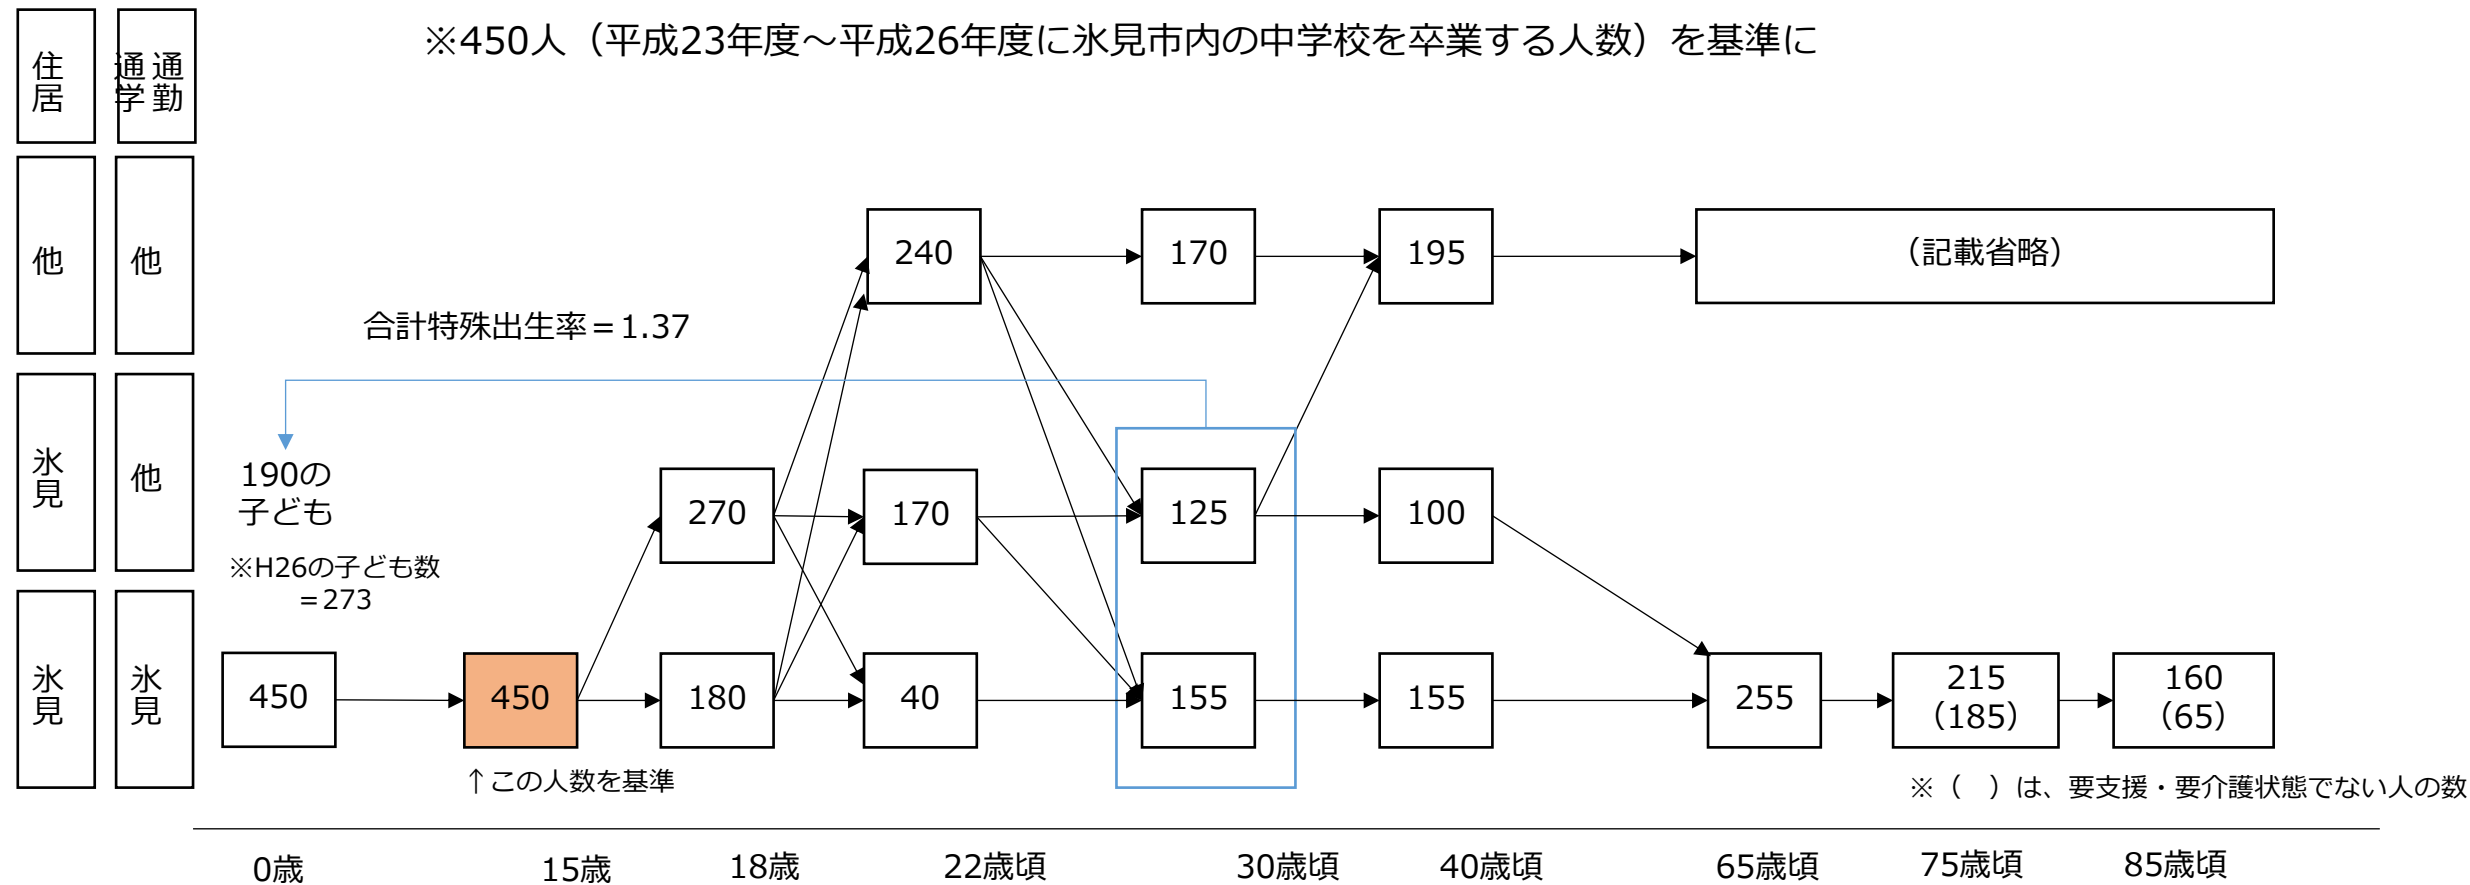 ※450人（平成23年度～平成26年度に氷見市内の中学校を卒業する人数）を基準に
住居
通勤
通学
他
他
240
170
195
（記載省略）
合計特殊出生率＝1.37
氷見
他
190の
子ども
※H26の子ども数
＝273
270
170
125
100
氷見
氷見
450
450
180
40
155
155
255
215
（185）
160
（65）
↑この人数を基準
※（　）は、要支援・要介護状態でない人の数
0歳
15歳
18歳
22歳頃
30歳頃
40歳頃
65歳頃
75歳頃
85歳頃